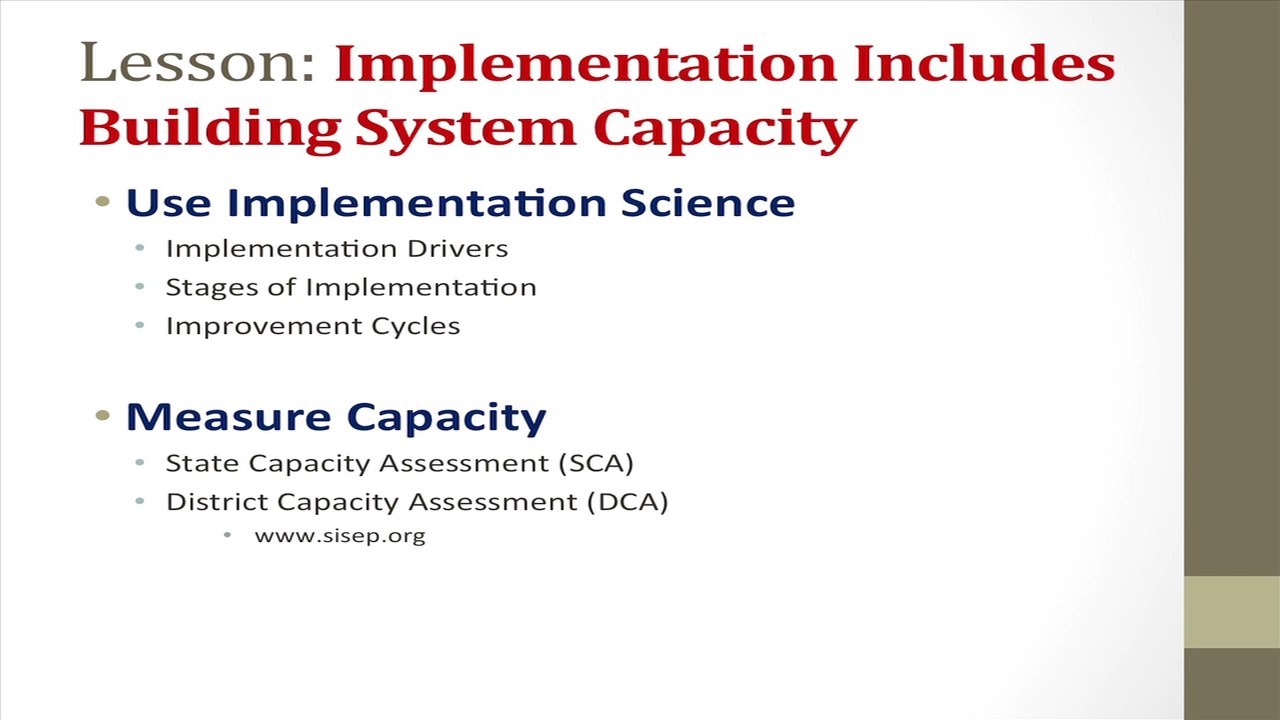 Lesson: Implementation Includes
Building System Capacity
• Use Implementation Science
• Implementation Drivers
• Stages of Implementation
• Improvement Cycles
• Measure Capacity
• State Capacity Assessment (SCA)
• District Capacity Assessment (DCA)
• www.sisep.org